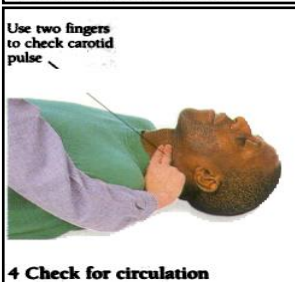 Use two fingers
to check carotid
pulse
4 Check for circulation